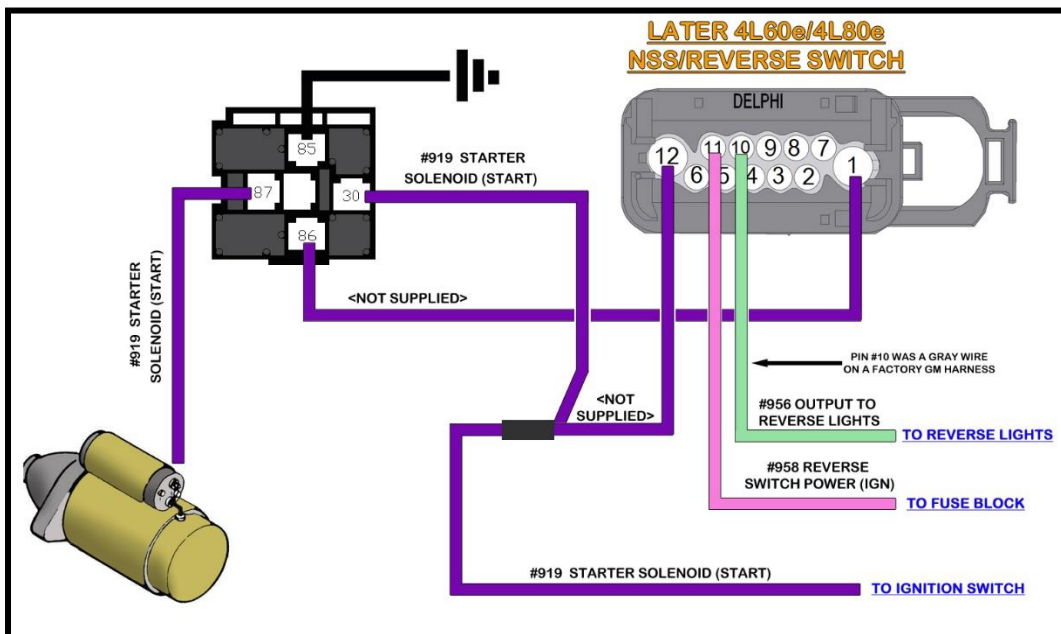 LATER 4L60e/4L80e
NSS/REVERSE SWITCH
DELPHI
12
11
10
9
8
7
1
6
5
4
3
2
85
87
30
86
#919 STARTER
SOLENOID (START)
#919 STARTER
SOLENOID (START)
<NOT SUPPLIED>
PIN #10 WAS A GRAY WIRE
ON A FACTORY GM HARNESS
<NOT
SUPPLIED>
#956 OUTPUT TO
REVERSE LIGHTS
TO REVERSE LIGHTS
#958 REVERSE
SWITCH POWER (IGN)
TO FUSE BLOCK
#919 STARTER SOLENOID (START)
TO IGNITION SWITCH